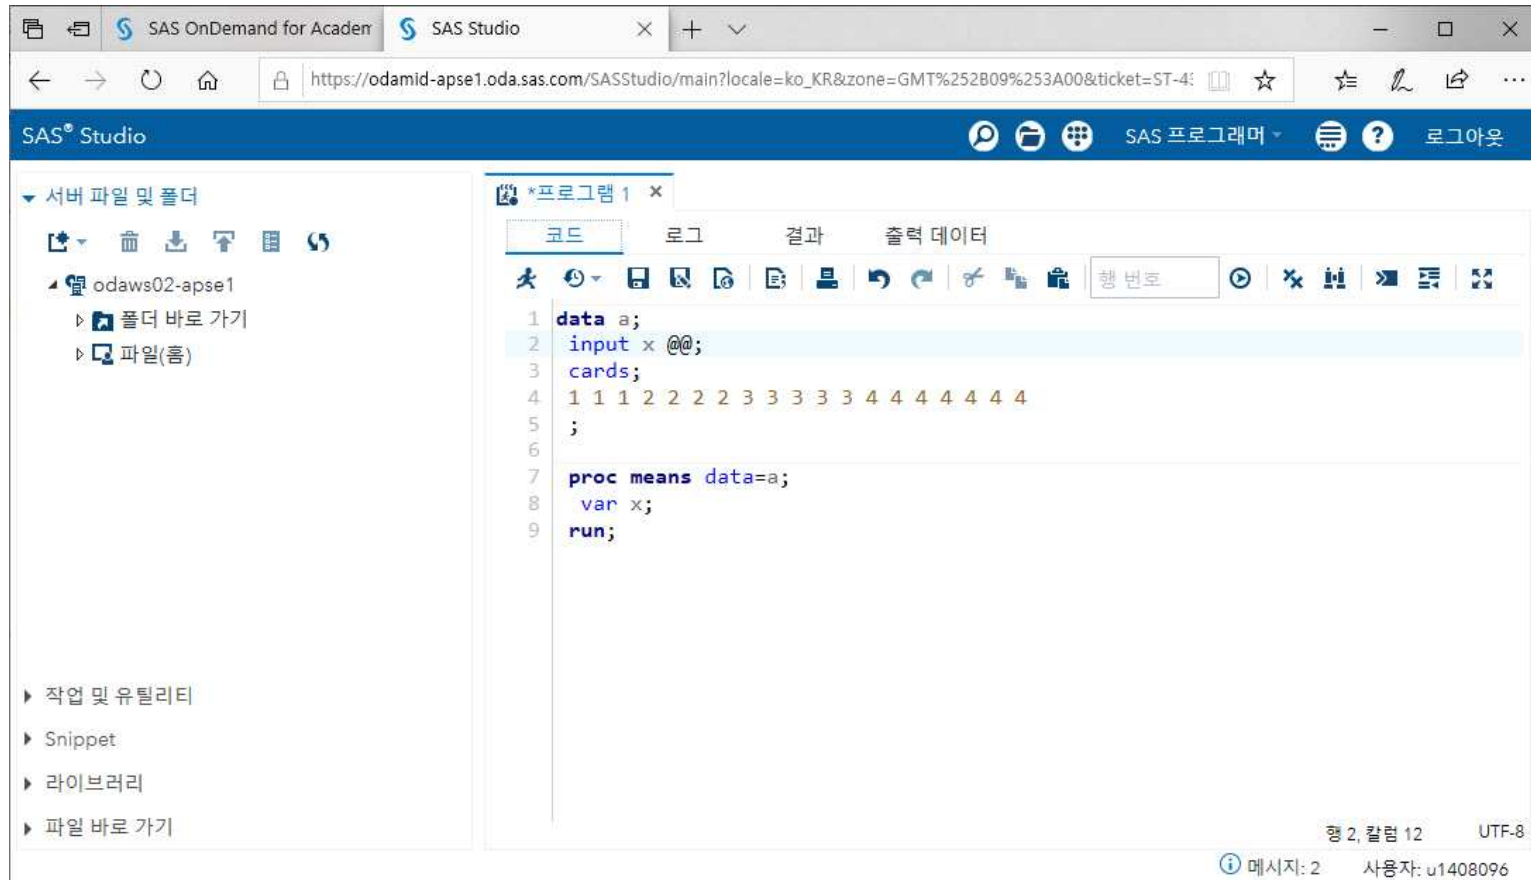 SAS OnDemand for Academ
SAS Studio
https://odamid-apse1.oda.sas.com/SASStudio/main?locale=ko_KR&zone=GMT%252B09%253A00&ticket=ST-4
SAS® Studio
SAS 프로그래머
로그아웃
서버 파일 및 폴더
odaws02-apse1
폴더 바로 가기
파일(홈)
작업 및 유틸리티
Snippet
라이브러리
파일 바로 가기
*프로그램 1
코드 로그 결과 출력 데이터
행 번호
1 data a;
2 input x @@;
3 cards;
4 1 1 1 2 2 2 2 3 3 3 3 3 4 4 4 4 4 4 4
5 ;
6
7 proc means data=a;
8 var x;
9 run;
행 2, 칼럼 12 UTF-8
메시지: 2 사용자: u1408096